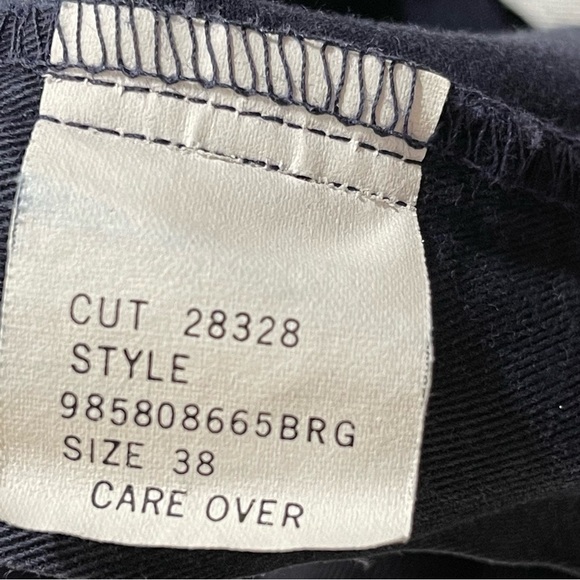 CUT 28328
STYLE
985808665BRG
SIZE 38
CARE OVER